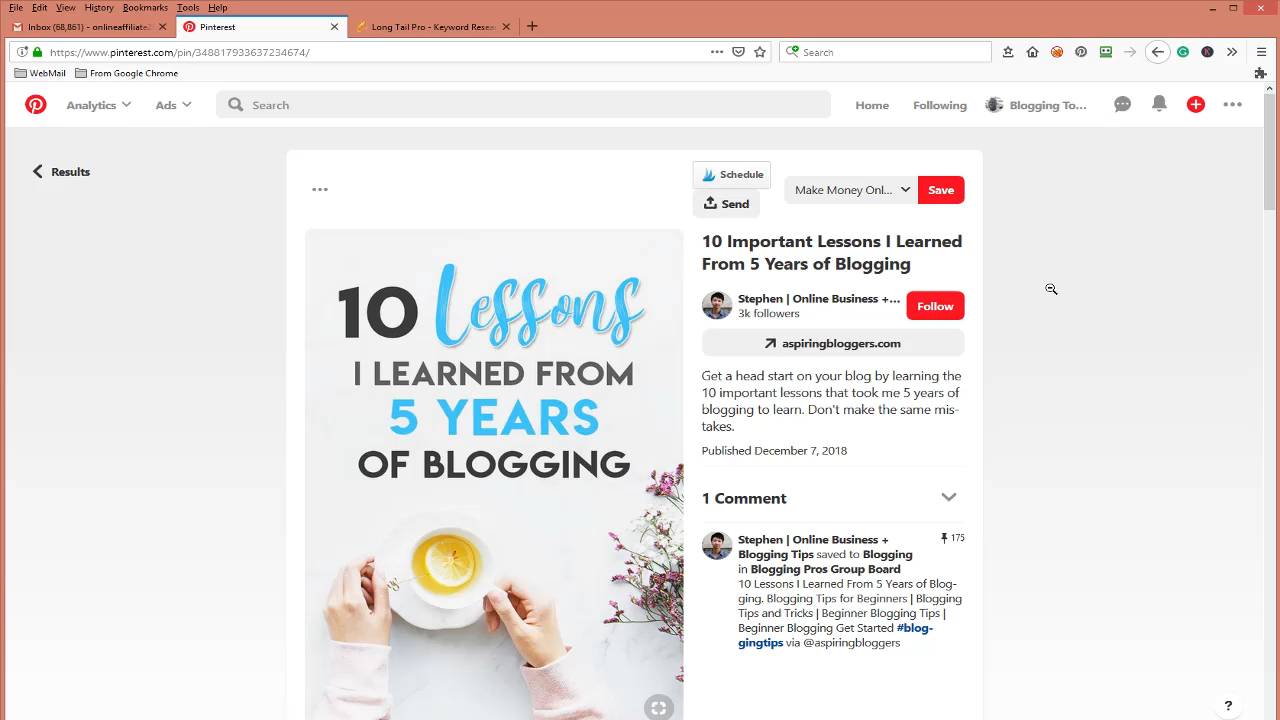 File Edit View History Bookmarks Tools Help
Inbox (68,861) - onlineaffiliate2
Pinterest
Long Tail Pro - Keyword Resea
https://www.pinterest.com/pin/348817933637234674/
Search
WebMail
From Google Chrome
Analytics
Ads
Search
Home
Following
Blogging To...
Results
Schedule
Send
Make Money Onl...
Save
10 Important Lessons I Learned
From 5 Years of Blogging
Stephen | Online Business +...
3k followers
Follow
aspiringbloggers.com
Get a head start on your blog by learning the
10 important lessons that took me 5 years of
blogging to learn. Don't make the same mis-
takes.
Published December 7, 2018
1 Comment
Stephen | Online Business +
Blogging Tips saved to Blogging
in Blogging Pros Group Board
175
10 Lessons I Learned From 5 Years of Blog-
ging. Blogging Tips for Beginners | Blogging
Tips and Tricks | Beginner Blogging Tips |
Beginner Blogging Get Started #blog-
gingtips via @aspiringbloggers
10 Lessons
I LEARNED FROM
5 YEARS
OF BLOGGING
?